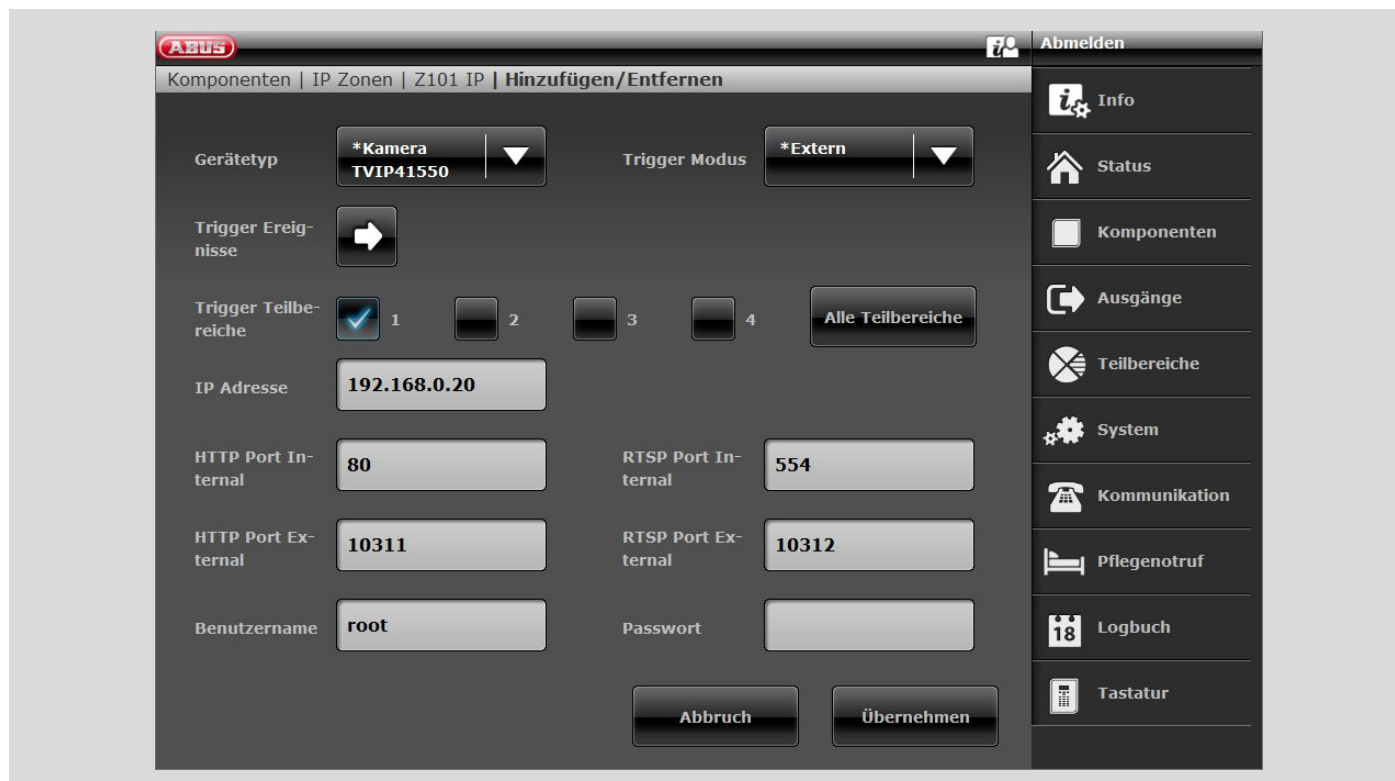 ABUS
Abmelden
Komponenten | IP Zonen | Z101 IP | Hinzufügen/Entfernen
Info
Gerätetyp
*Kamera
TVIP41550
Trigger Modus
*Extern
Status
Trigger Ereig-
nisse
Komponenten
Trigger Teilbe-
reiche
1
2
3
4
Alle Teilbereiche
Ausgänge
Teilbereiche
IP Adresse
192.168.0.20
System
HTTP Port In-
ternal
80
RTSP Port In-
ternal
554
Kommunikation
HTTP Port Ex-
ternal
10311
RTSP Port Ex-
ternal
10312
Pflegenotruf
Benutzername
root
Passwort
18
Logbuch
Tastatur
Abbruch
Übernehmen